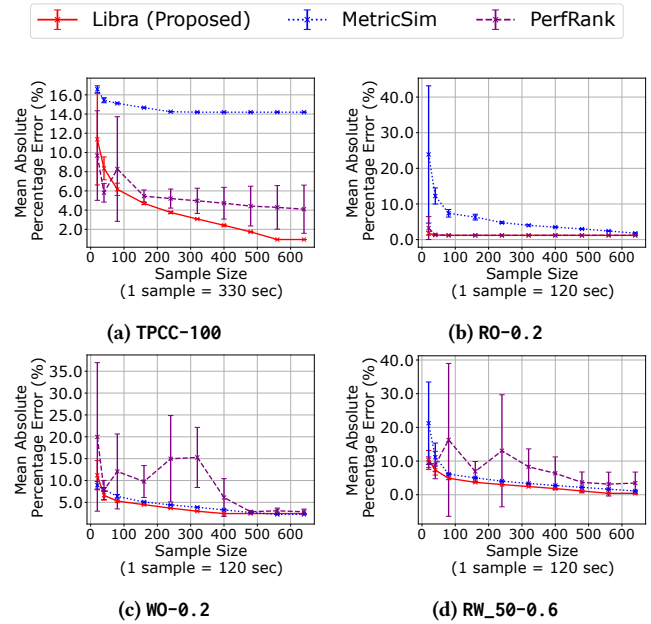 Libra (Proposed) MetricSim PerfRank
Mean Absolute
Percentage Error (%)
16.0
14.0
12.0
10.0
8.0
6.0
4.0
2.0
0 100 200 300 400 500 600
Sample Size
(1 sample = 330 sec)
(a) TPCC-100
Mean Absolute
Percentage Error (%)
40.0
30.0
20.0
10.0
0.0
0 100 200 300 400 500 600
Sample Size
(1 sample = 120 sec)
(b) RO-0.2
Mean Absolute
Percentage Error (%)
35.0
30.0
25.0
20.0
15.0
10.0
5.0
0 100 200 300 400 500 600
Sample Size
(1 sample = 120 sec)
(c) WO-0.2
Mean Absolute
Percentage Error (%)
40.0
30.0
20.0
10.0
0.0
0 100 200 300 400 500 600
Sample Size
(1 sample = 120 sec)
(d) RW_50-0.6